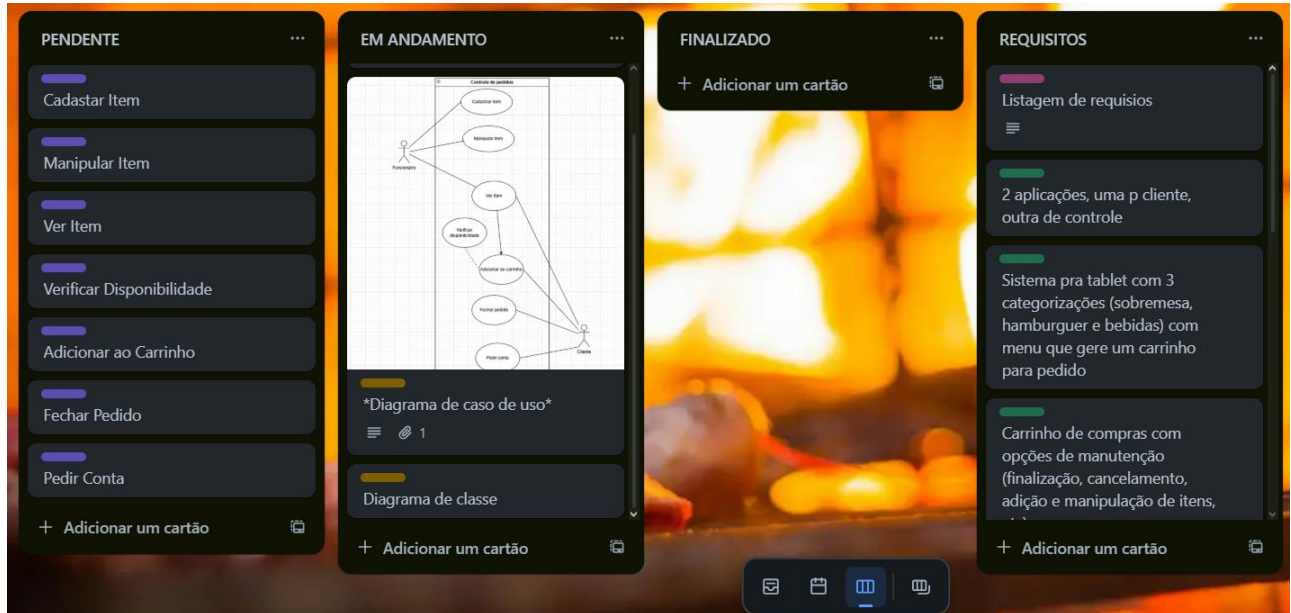 PENDENTE
Cadastar Item
Manipular Item
Ver Item
Verificar Disponibilidade
Adicionar ao Carrinho
Fechar Pedido
Pedir Conta
+ Adicionar um cartão
EM ANDAMENTO
Controle de pedidos
Cadastrar item
Manipular item
Funcionario
Ver item
Verificar
disponibilidade
Adicionar ao carrinho
Fechar pedido
Pedir conta
Cliente
*Diagrama de caso de uso*
1
Diagrama de classe
+ Adicionar um cartão
FINALIZADO
+ Adicionar um cartão
REQUISITOS
Listagem de requisios
2 aplicações, uma p cliente,
outra de controle
Sistema pra tablet com 3
categorizações (sobremesa,
hamburguer e bebidas) com
menu que gere um carrinho
para pedido
Carrinho de compras com
opções de manutenção
(finalização, cancelamento,
adição e manipulação de itens,
+ Adicionar um cartão